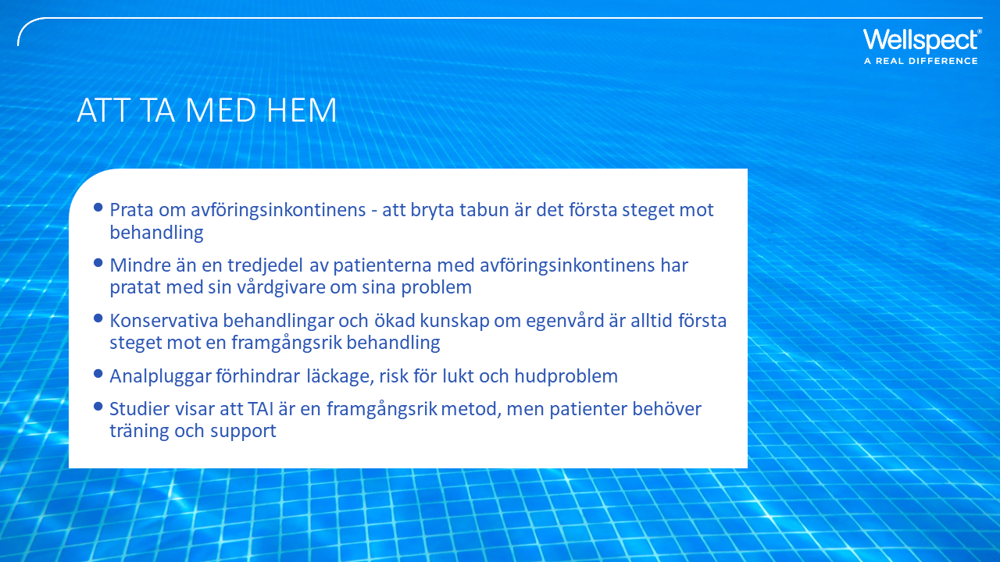 Wellspect®
A REAL DIFFERENCE
ATT TA MED HEM
• Prata om avföringsinkontinens - att bryta tabun är det första steget mot
behandling
• Mindre än en tredjedel av patienterna med avföringsinkontinens har
pratat med sin vårdgivare om sina problem
• Konservativa behandlingar och ökad kunskap om egenvård är alltid första
steget mot en framgångsrik behandling
• Analpluggar förhindrar läckage, risk för lukt och hudproblem
• Studier visar att TAI är en framgångsrik metod, men patienter behöver
träning och support